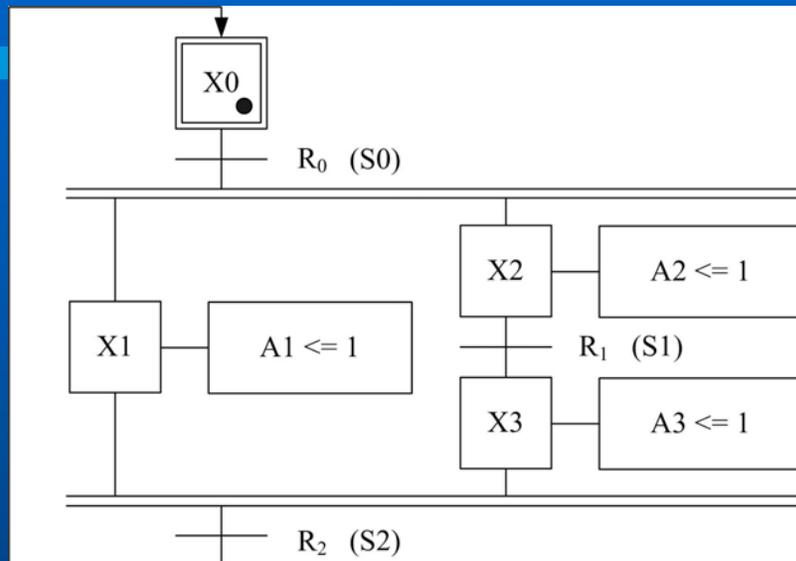 X0
R₀ (S0)
X2
A2 <= 1
X1
A1 <= 1
R₁ (S1)
X3
A3 <= 1
R₂ (S2)